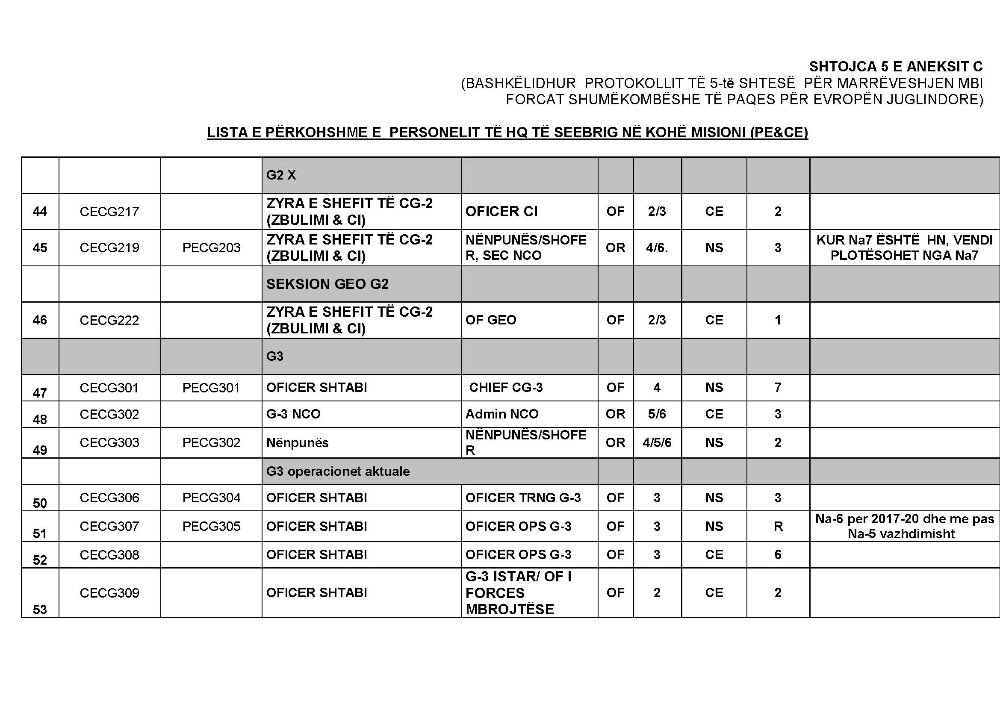 SHTOJCA 5 E ANEKSIT C
(BASHKËLIDHUR PROTOKOLLIT TË 5-të SHTESË PËR MARRËVESHJEN MBI
FORCAT SHUMËKOMBËSHE TË PAQES PËR EVROPËN JUGLINDORE)
LISTA E PËRKOHSHME E PERSONELIT TË HQ TË SEEBRIG NË KOHË MISIONI (PE&CE)
G2 X
44 CECG217 ZYRA E SHEFIT TË CG-2 OFICER CI OF 2/3 CE 2
(ZBULIMI & CI)
45 CECG219 PECG203 ZYRA E SHEFIT TË CG-2 NËNPUNËS/SHOFE OR 4/6. NS 3 KUR Na7 ËSHTË HN, VENDI
(ZBULIMI & CI) R, SEC NCO PLOTËSOHET NGA Na7
SEKSION GEO G2
46 CECG222 ZYRA E SHEFIT TË CG-2 OF GEO OF 2/3 CE 1
(ZBULIMI & CI)
G3
47 CECG301 PECG301 OFICER SHTABI CHIEF CG-3 OF 4 NS 7
48 CECG302 G-3 NCO Admin NCO OR 5/6 CE 3
49 CECG303 PECG302 Nënpunës NËNPUNËS/SHOFE OR 4/5/6 NS 2
R
G3 operacionet aktuale
50 CECG306 PECG304 OFICER SHTABI OFICER TRNG G-3 OF 3 NS 3
51 CECG307 PECG305 OFICER SHTABI OFICER OPS G-3 OF 3 NS R Na-6 per 2017-20 dhe me pas
Na-5 vazhdimisht
52 CECG308 OFICER SHTABI OFICER OPS G-3 OF 3 CE 6
53 CECG309 OFICER SHTABI G-3 ISTAR/ OF I OF 2 CE 2
FORCES
MBROJTËSE